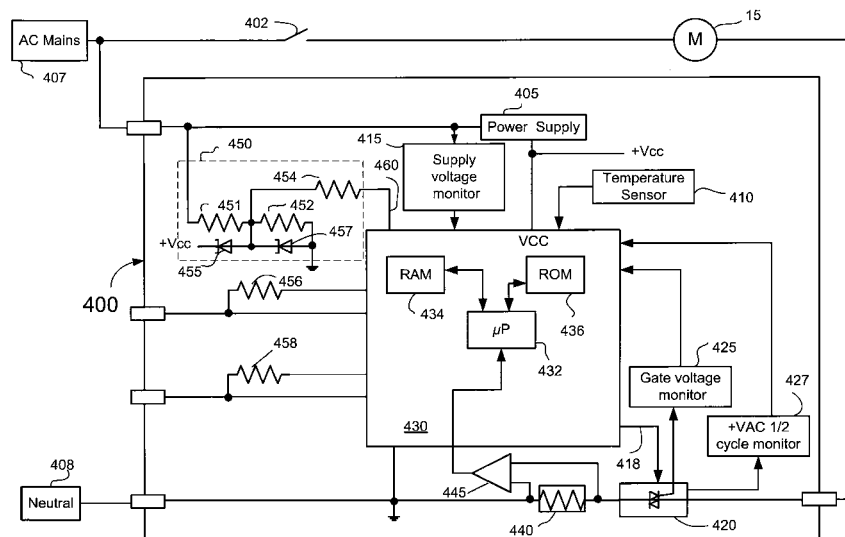 402
15
AC Mains
M
407
405
Power Supply
450
415
+Vcc
460
Supply
voltage
monitor
454
Temperature
Sensor
410
451
452
457
+Vcc
VCC
455
RAM
ROM
400
456
434
436
µP
425
458
432
Gate voltage
monitor
427
430
+VAC 1/2
cycle monitor
418
408
445
Neutral
440
420